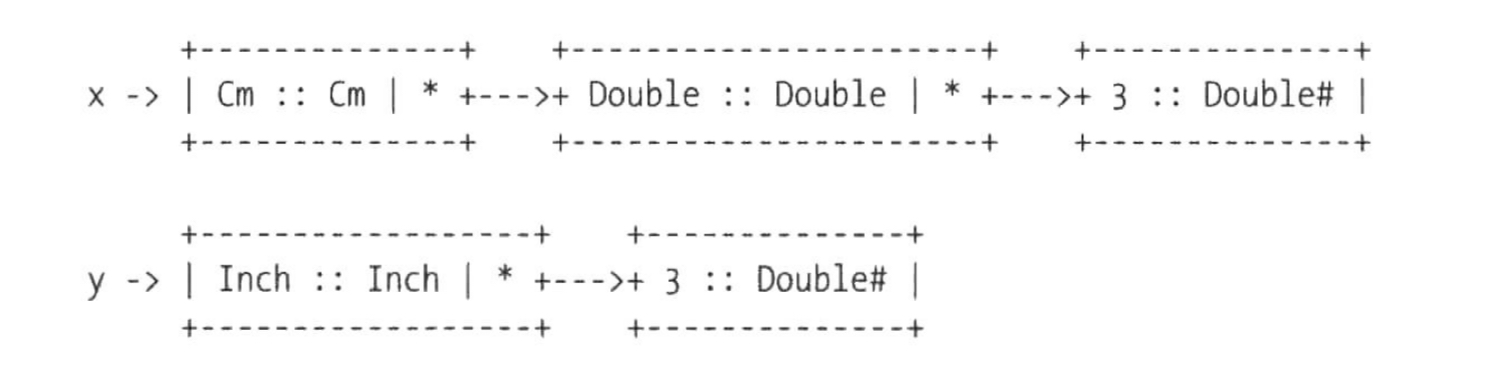 +--------------+    +-----------------------+    +--------------+
x -> | Cm :: Cm | * +--->+ Double :: Double | * +--->+ 3 :: Double# |
     +--------------+    +-----------------------+    +--------------+
     +------------------+    +--------------+
y -> | Inch :: Inch | * +--->+ 3 :: Double# |
     +------------------+    +--------------+